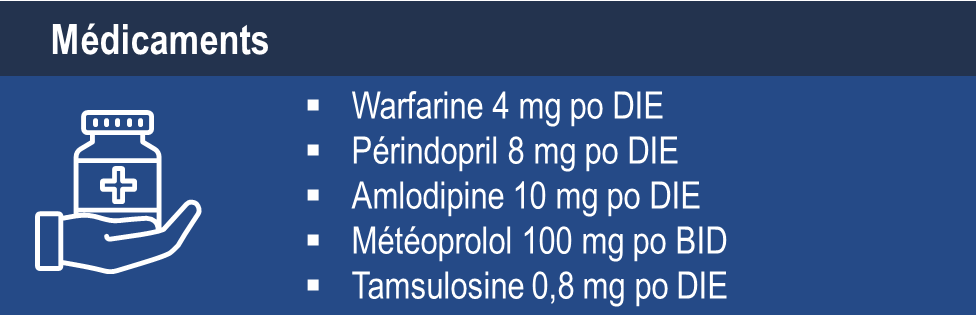 Médicaments
▪ Warfarine 4 mg po DIE
▪ Périndopril 8 mg po DIE
▪ Amlodipine 10 mg po DIE
▪ Météoprolol 100 mg po BID
▪ Tamsulosine 0,8 mg po DIE